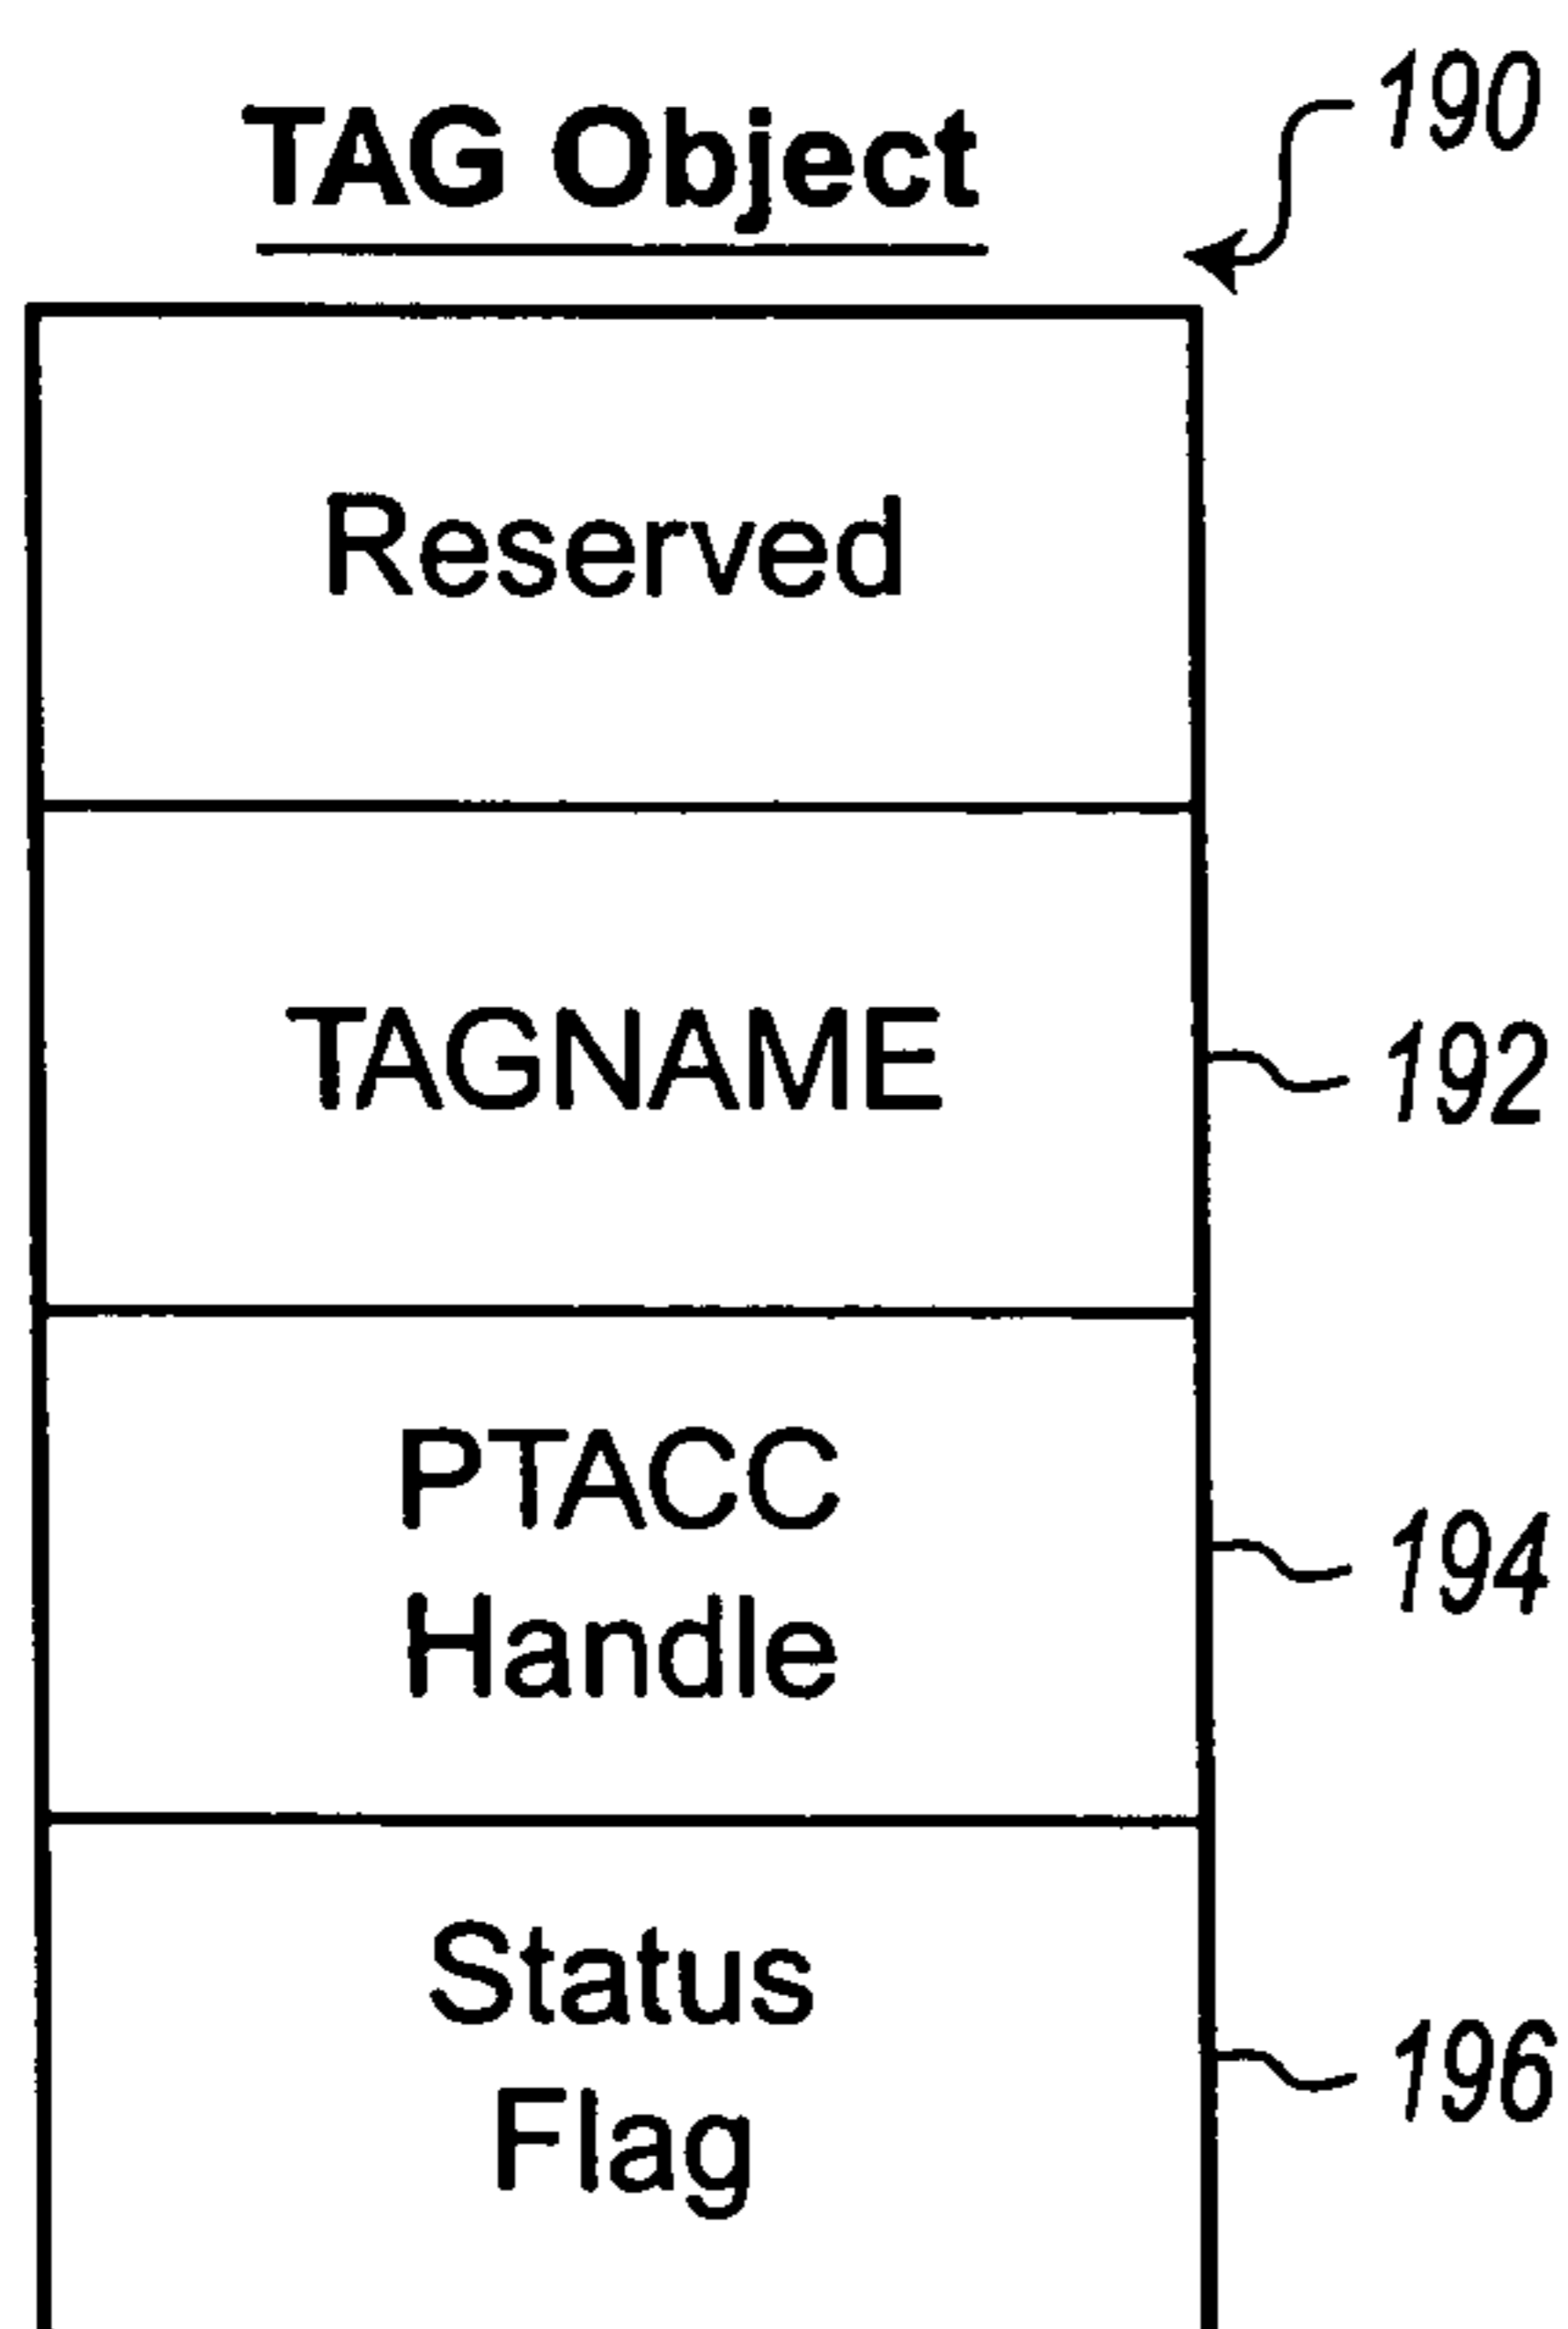 190
TAG Object
Reserved
TAGNAME
192
PTACC
Handle
194
Status
Flag
196